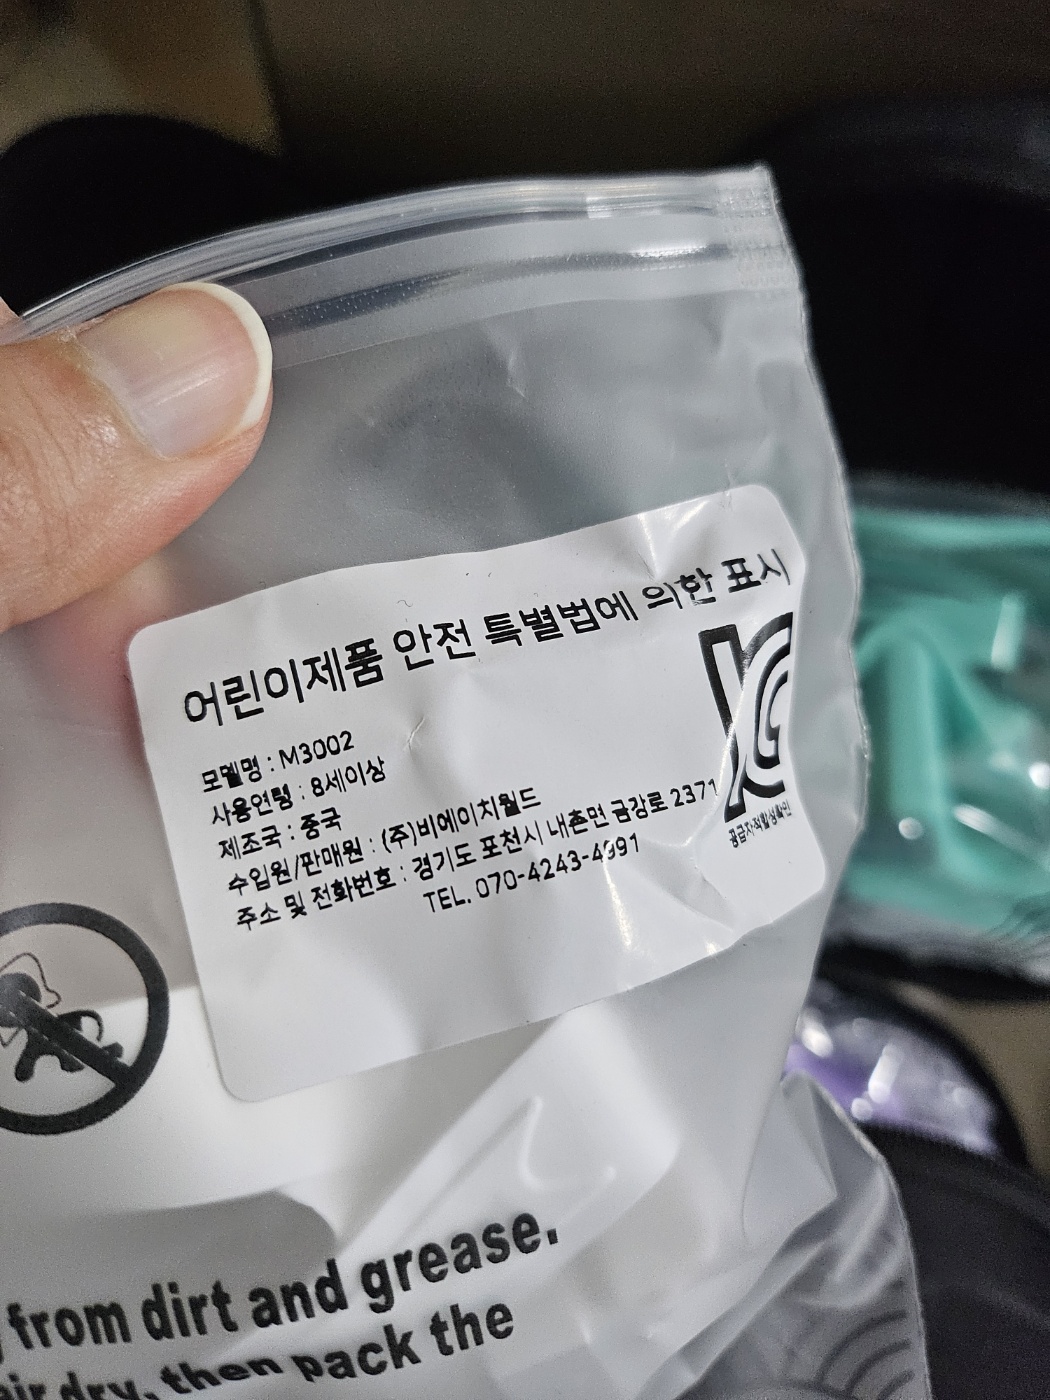 어린이제품 안전 특별법에 의한 표시
모델명 : M3002
사용연령 : 8세이상
제조국 : 중국
수입원/판매원 : (주)비에이치월드
주소 및 전화번호 : 경기도 포천시 내촌면 금강로 2371
TEL. 070-4243-4991
공급자적합성확인
from dirt and grease.
air dry, then pack the